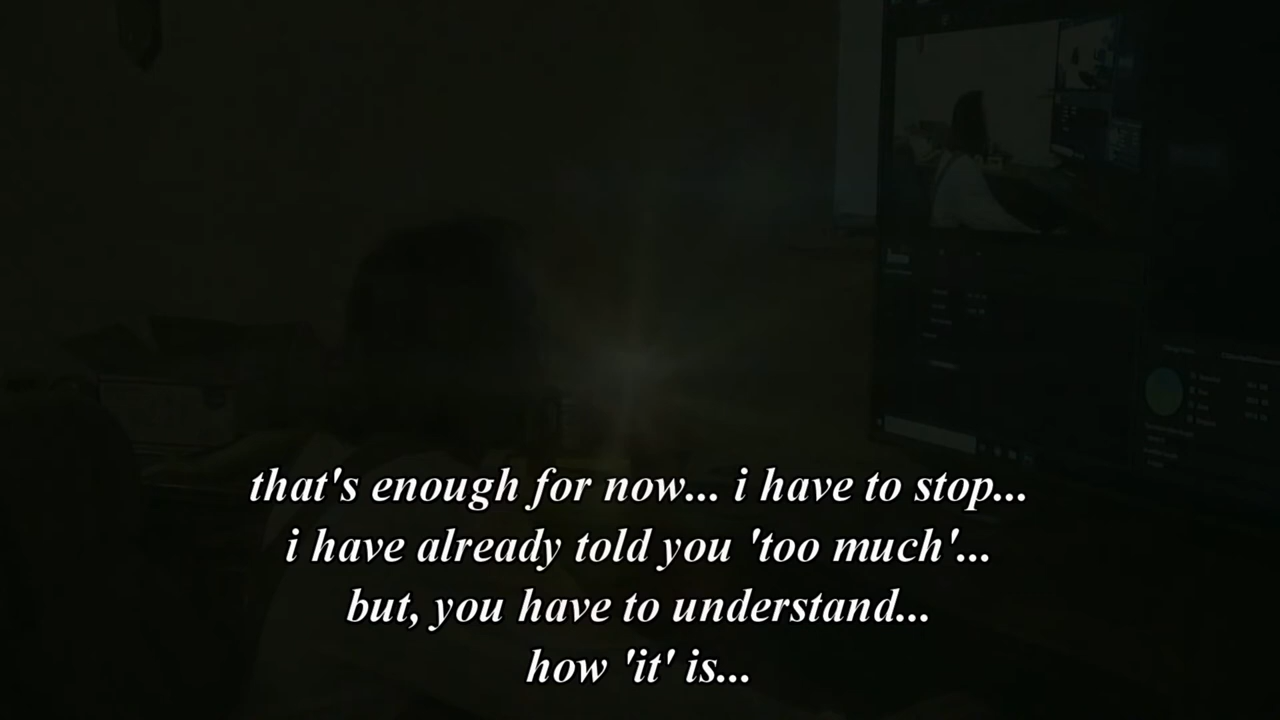 that's enough for now... i have to stop...
i have already told you 'too much'...
but, you have to understand...
how 'it' is...